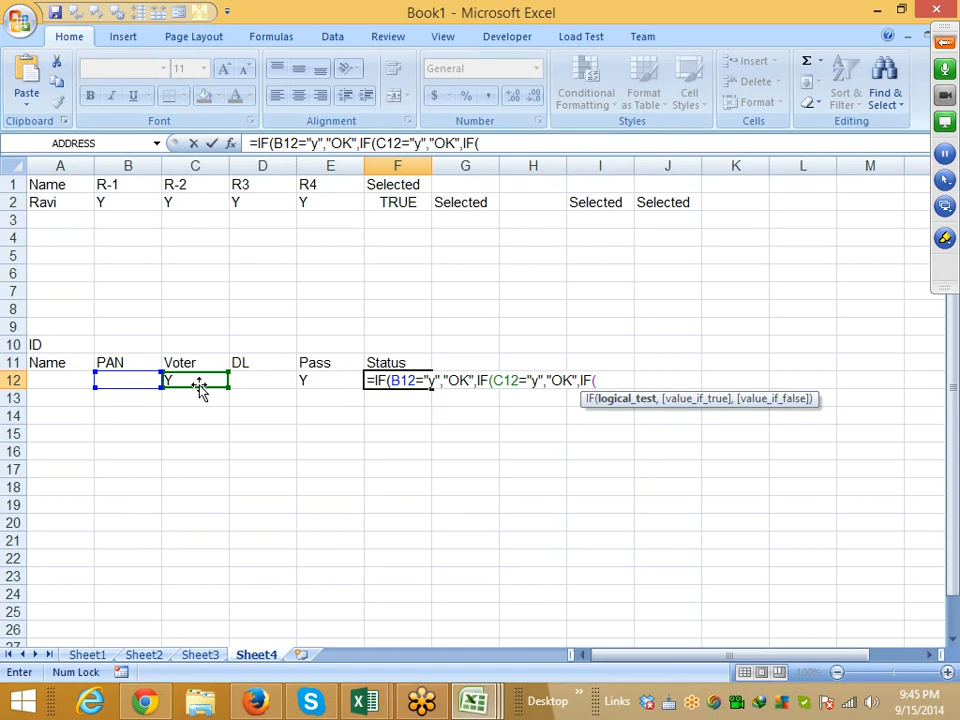 Book1 - Microsoft Excel
Home Insert Page Layout Formulas Data Review View Developer Load Test Team
Paste 11 A A General Conditional Formatting Format as Table Cell Styles Insert Delete Format Sort & Filter Find & Select
B I U A $ % ,
Clipboard Font Alignment Number Styles Cells Editing
ADDRESS =IF(B12="y","OK",IF(C12="y","OK",IF(
A B C D E F G H I J K L M
1 Name R-1 R-2 R3 R4 Selected
2 Ravi Y Y Y Y TRUE Selected Selected Selected
3
4
5
6
7
8
9
10 ID
11 Name PAN Voter DL Pass Status
12 Y Y =IF(B12="y","OK",IF(C12="y","OK",IF(
13 IF(logical_test, [value_if_true], [value_if_false])
14
15
16
17
18
19
20
21
22
23
24
25
26
27
Sheet1 Sheet2 Sheet3 Sheet4
Enter Num Lock 100%
Desktop Links 9:45 PM
9/15/2014